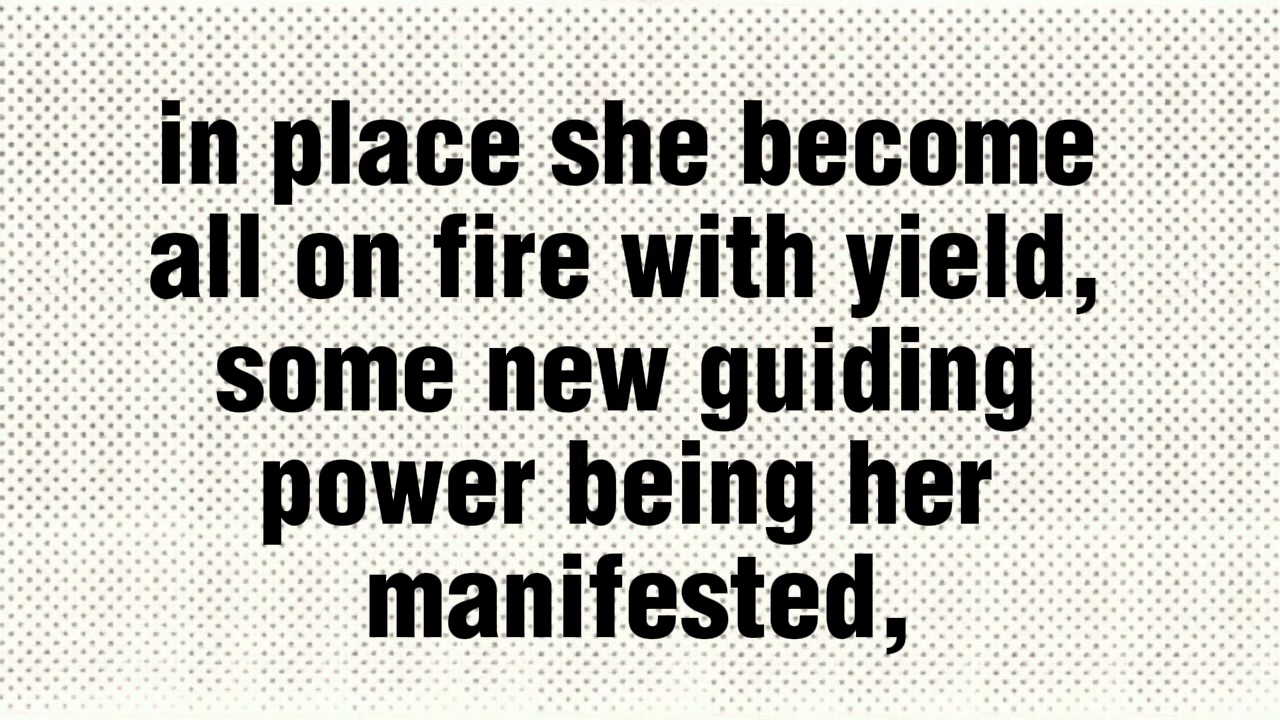 in place she become
all on fire with yield,
some new guiding
power being her
manifested,